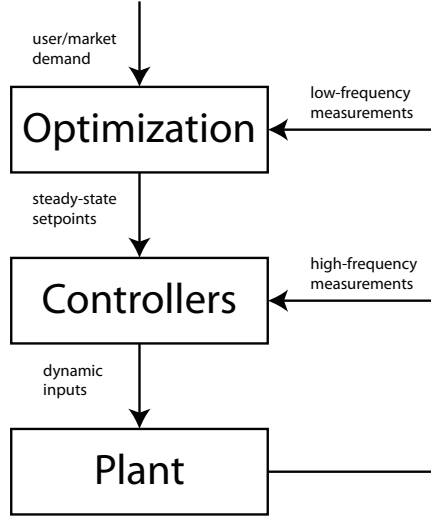 user/market
demand
Optimization
low-frequency
measurements
steady-state
setpoints
Controllers
high-frequency
measurements
dynamic
inputs
Plant